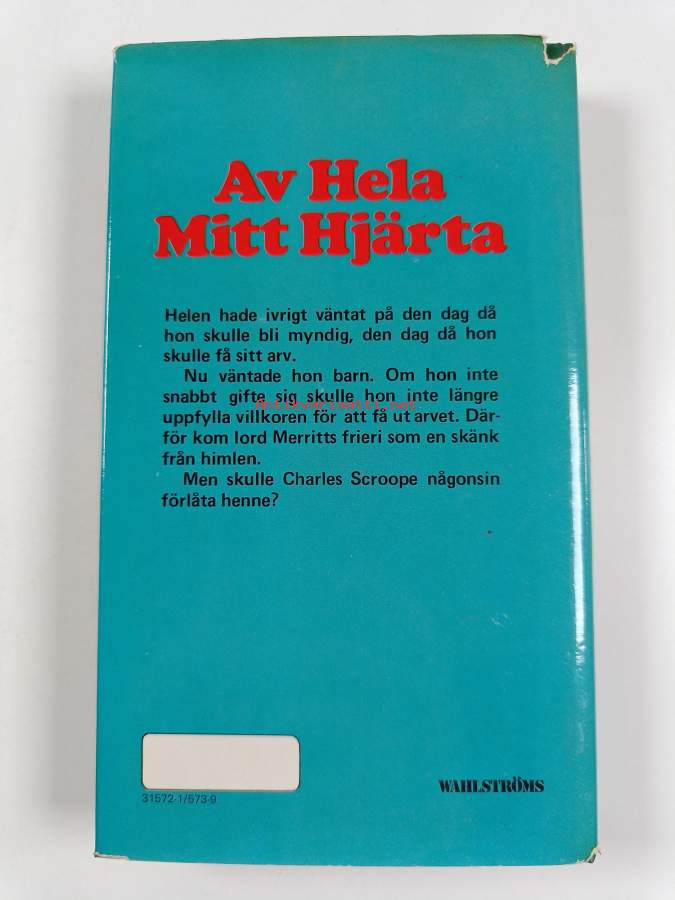 Av Hela
Mitt Hjärta
Helen hade ivrigt väntat på den dag då
hon skulle bli myndig, den dag då hon
skulle få sitt arv.
Nu väntade hon barn. Om hon inte
snabbt gifte sig skulle hon inte längre
Antikvariaatti.net
uppfylla villkoren för att få ut arvet. Där-
för kom lord Merritts frieri som en skänk
från himlen.
Men skulle Charles Scroope någonsin
förlåta henne?
31572-1/573-9
WAHLSTRÖMS